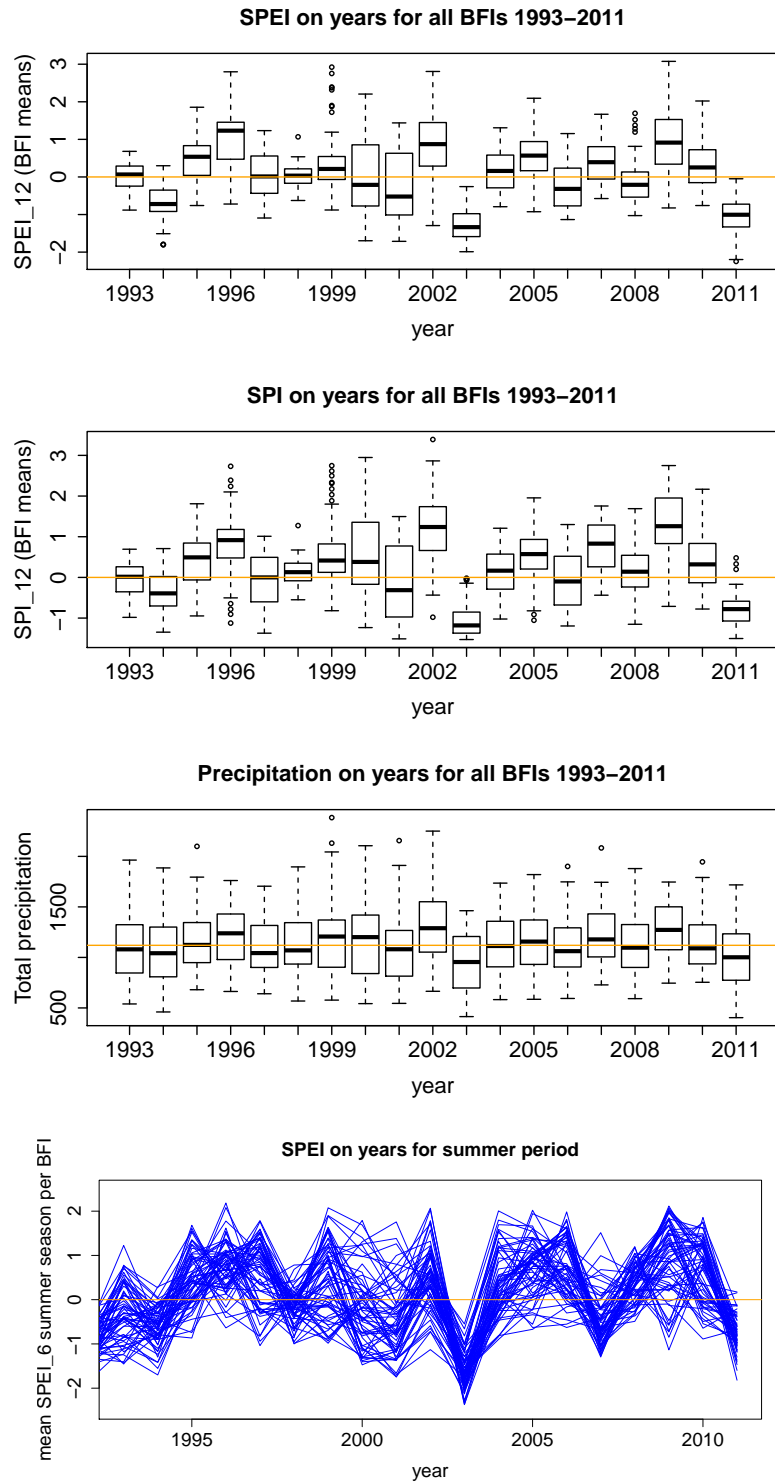 SPEI on years for all BFIs 1993−2011
SPEI_12 (BFI means)
3
2
1
0
−2
1993 1996 1999 2002 2005 2008 2011
year
SPI on years for all BFIs 1993−2011
SPI_12 (BFI means)
3
2
1
0
−1
1993 1996 1999 2002 2005 2008 2011
year
Precipitation on years for all BFIs 1993−2011
Total precipitation
1500
500
1993 1996 1999 2002 2005 2008 2011
year
SPEI on years for summer period
mean SPEI_6 summer season per BFI
2
1
0
−1
−2
1995 2000 2005 2010
year